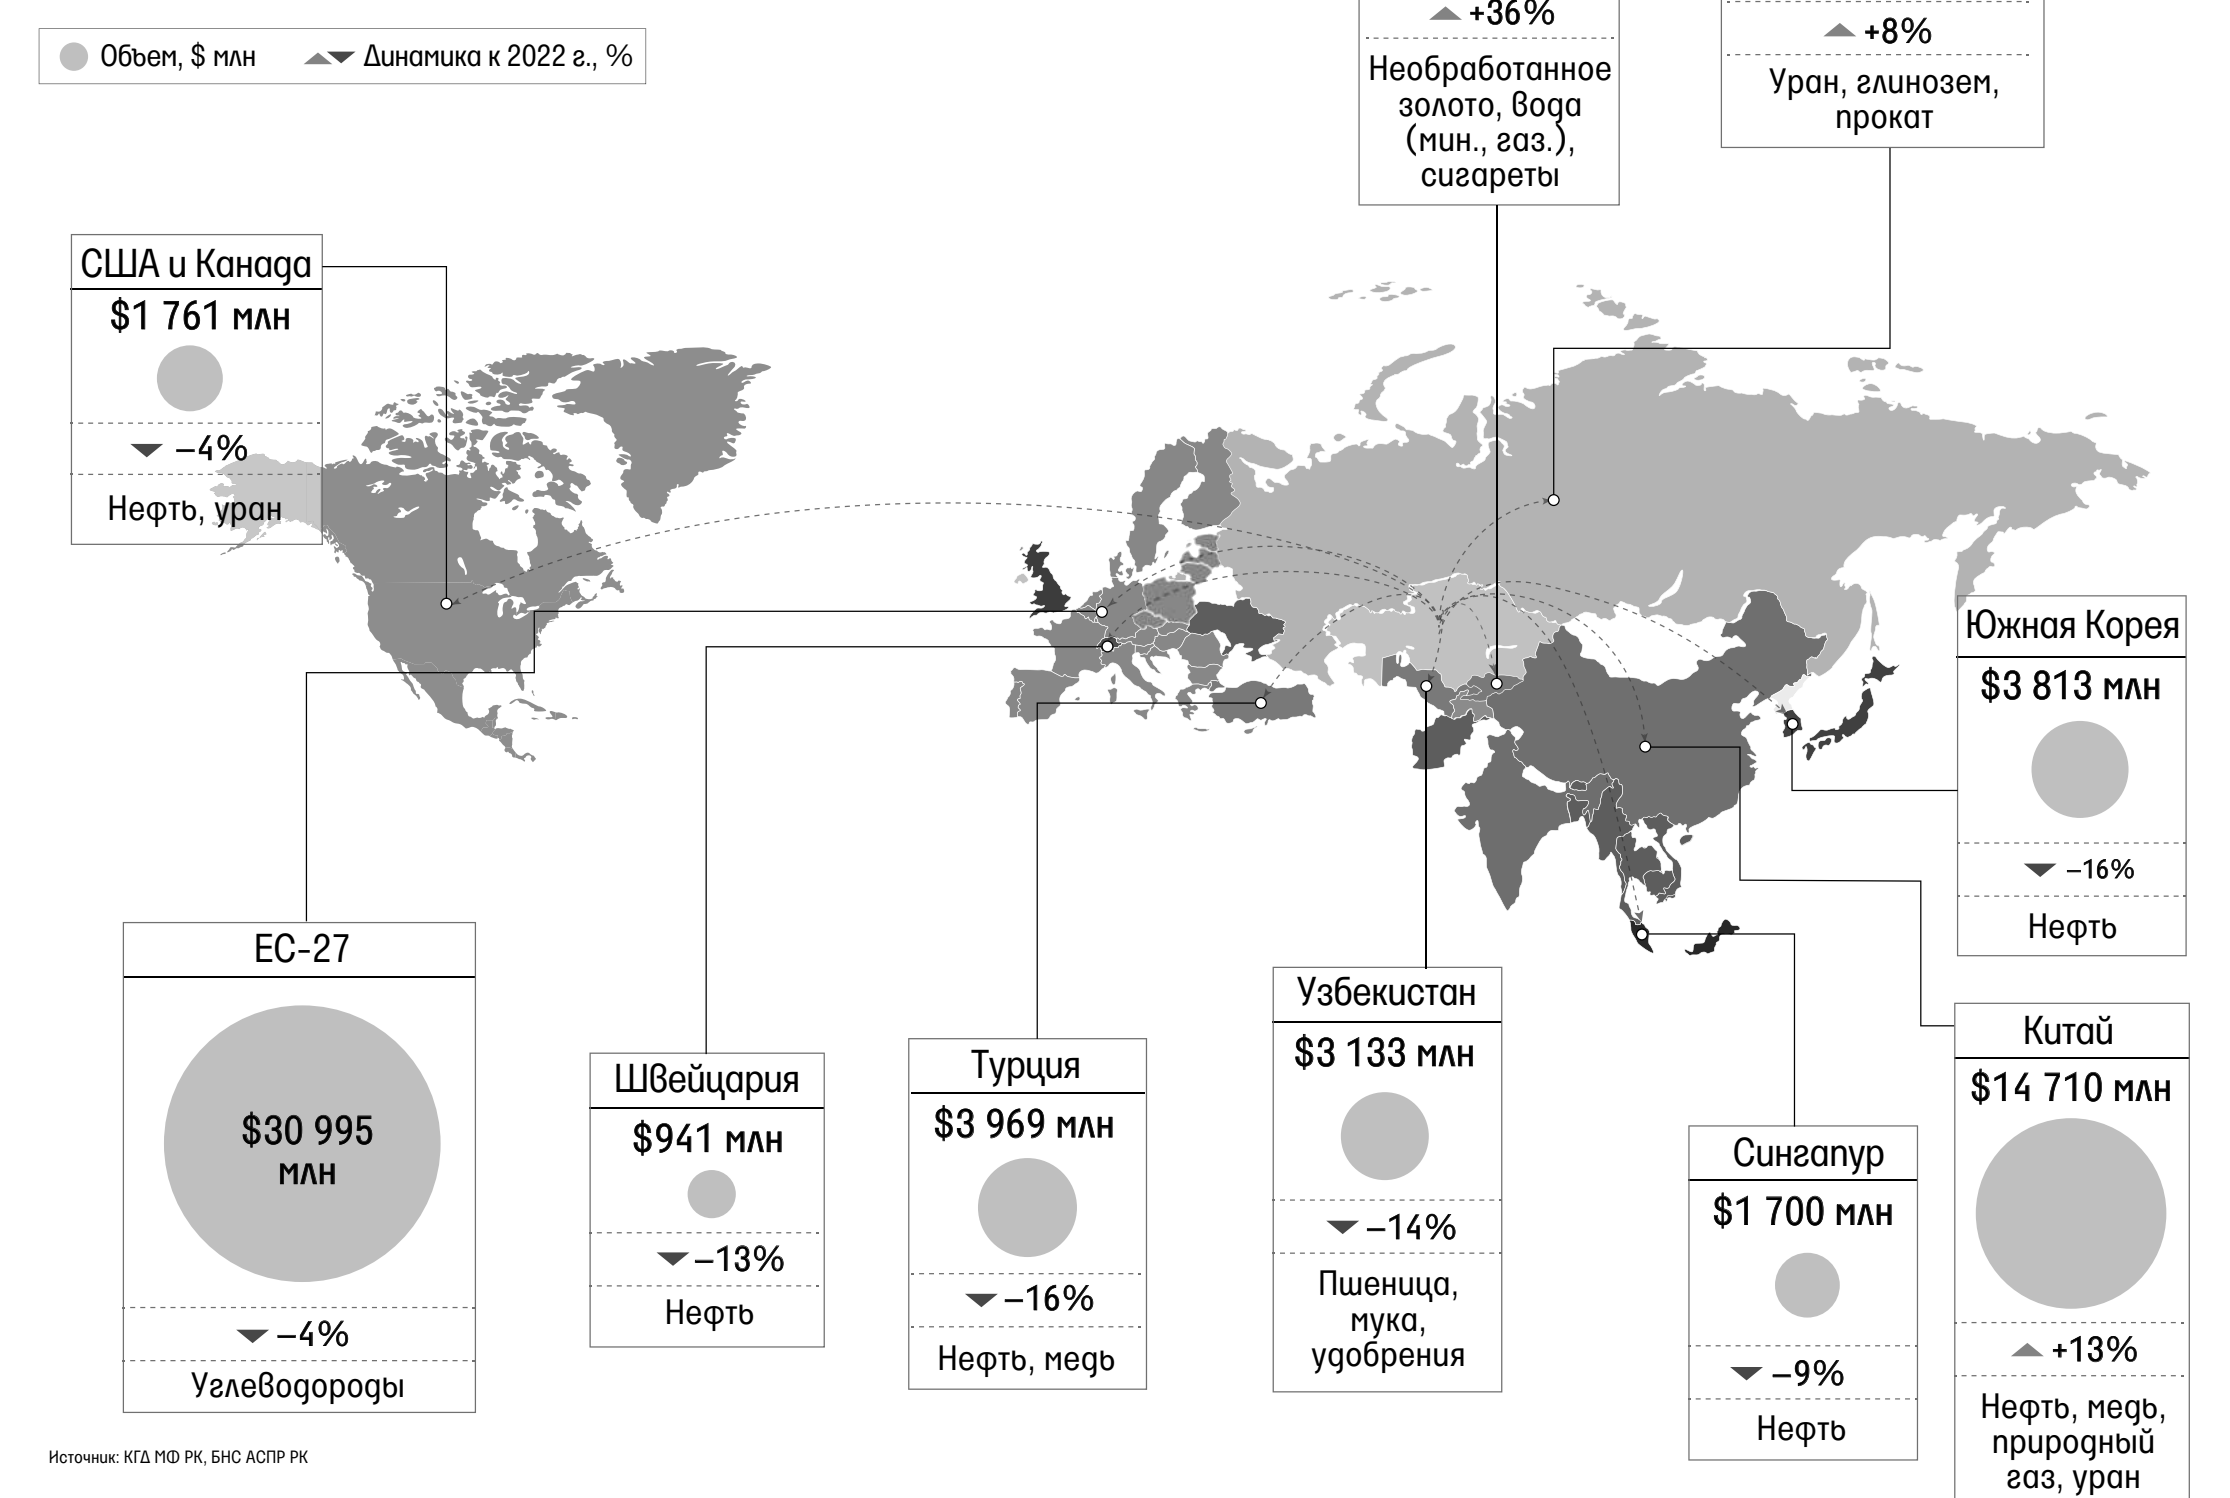 +36%
+8%
Объем, $ млн
Динамика к 2022 г., %
Необработанное
золото, вода
(мин., газ.),
сигареты
Уран, глинозем,
прокат
США и Канада
$1 761 млн
–4%
Нефть, уран
Южная Корея
$3 813 млн
–16%
Нефть
ЕС-27
$30 995
млн
–4%
Углеводороды
Швейцария
$941 млн
–13%
Нефть
Турция
$3 969 млн
–16%
Нефть, медь
Узбекистан
$3 133 млн
–14%
Пшеница,
мука,
удобрения
Сингапур
$1 700 млн
–9%
Нефть
Китай
$14 710 млн
+13%
Нефть, медь,
природный
газ, уран
Источник: КГД МФ РК, БНС АСПР РК